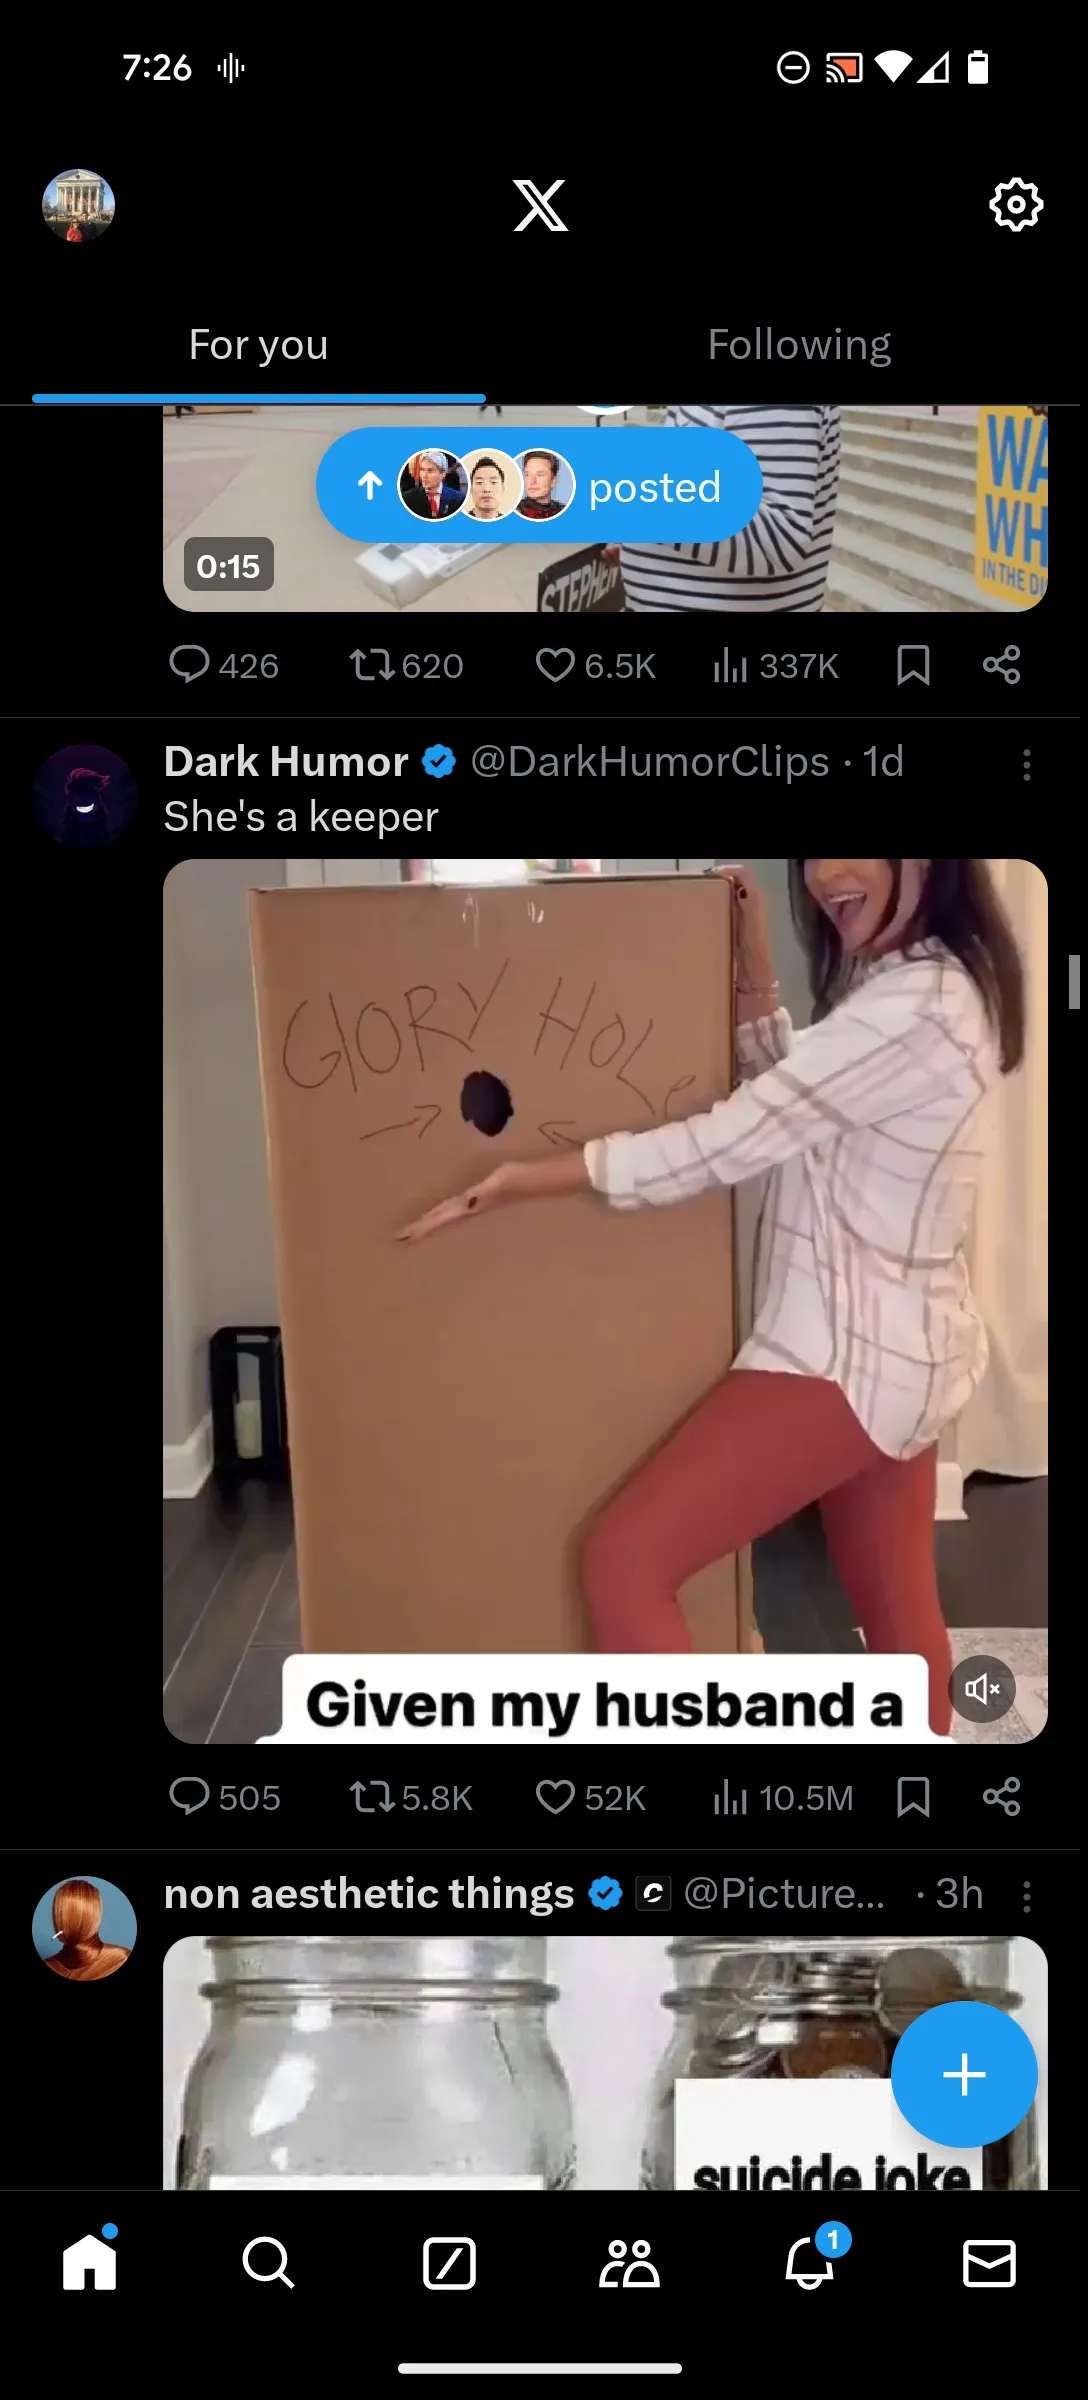 7:26
For you
Following
posted
WA
WH
IN THE DI
STEPHEN
0:15
426
620
6.5K
337K
Dark Humor @DarkHumorClips · 1d
She's a keeper
GlORY HOLe
Given my husband a
505
5.8K
52K
10.5M
non aesthetic things @Picture... · 3h
suicide joke
1